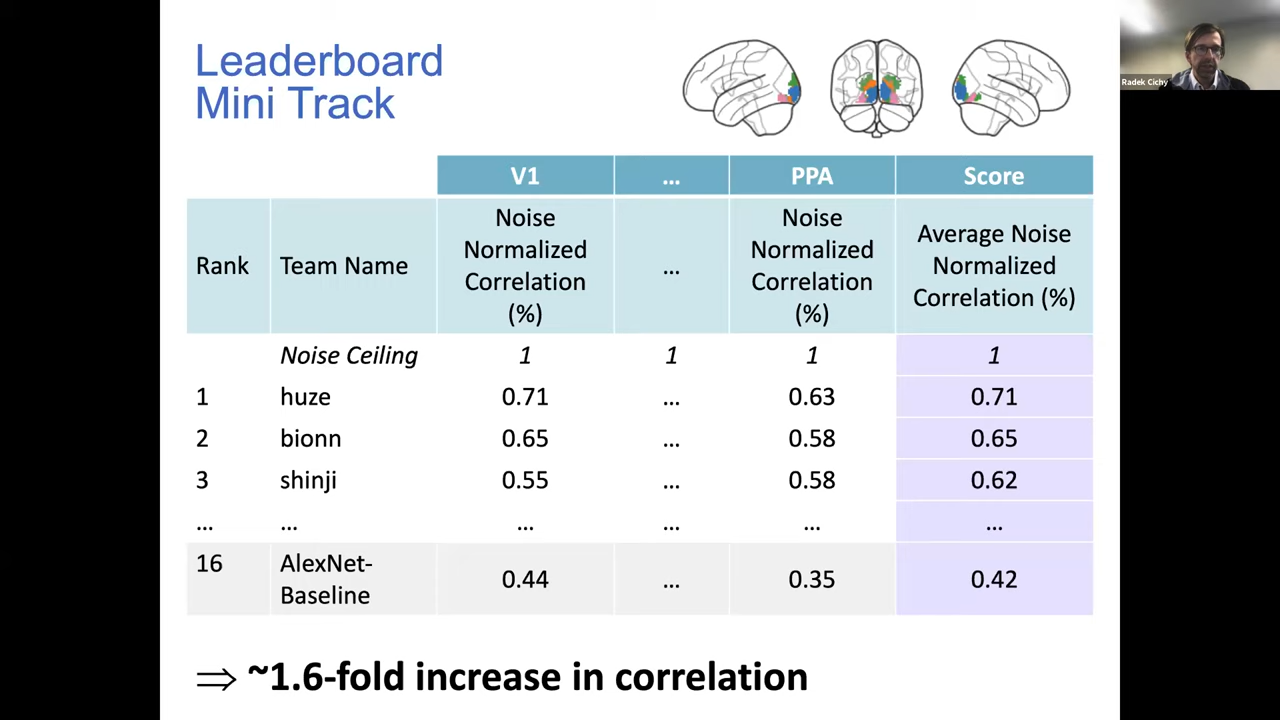 Leaderboard
Mini Track
Radek Cichy
V1 … PPA Score
Rank Team Name Noise Normalized Correlation (%) … Noise Normalized Correlation (%) Average Noise Normalized Correlation (%)
Noise Ceiling 1 1 1 1
1 huze 0.71 … 0.63 0.71
2 bionn 0.65 … 0.58 0.65
3 shinji 0.55 … 0.58 0.62
… … … … … …
16 AlexNet-Baseline 0.44 … 0.35 0.42
⇒ ~1.6-fold increase in correlation